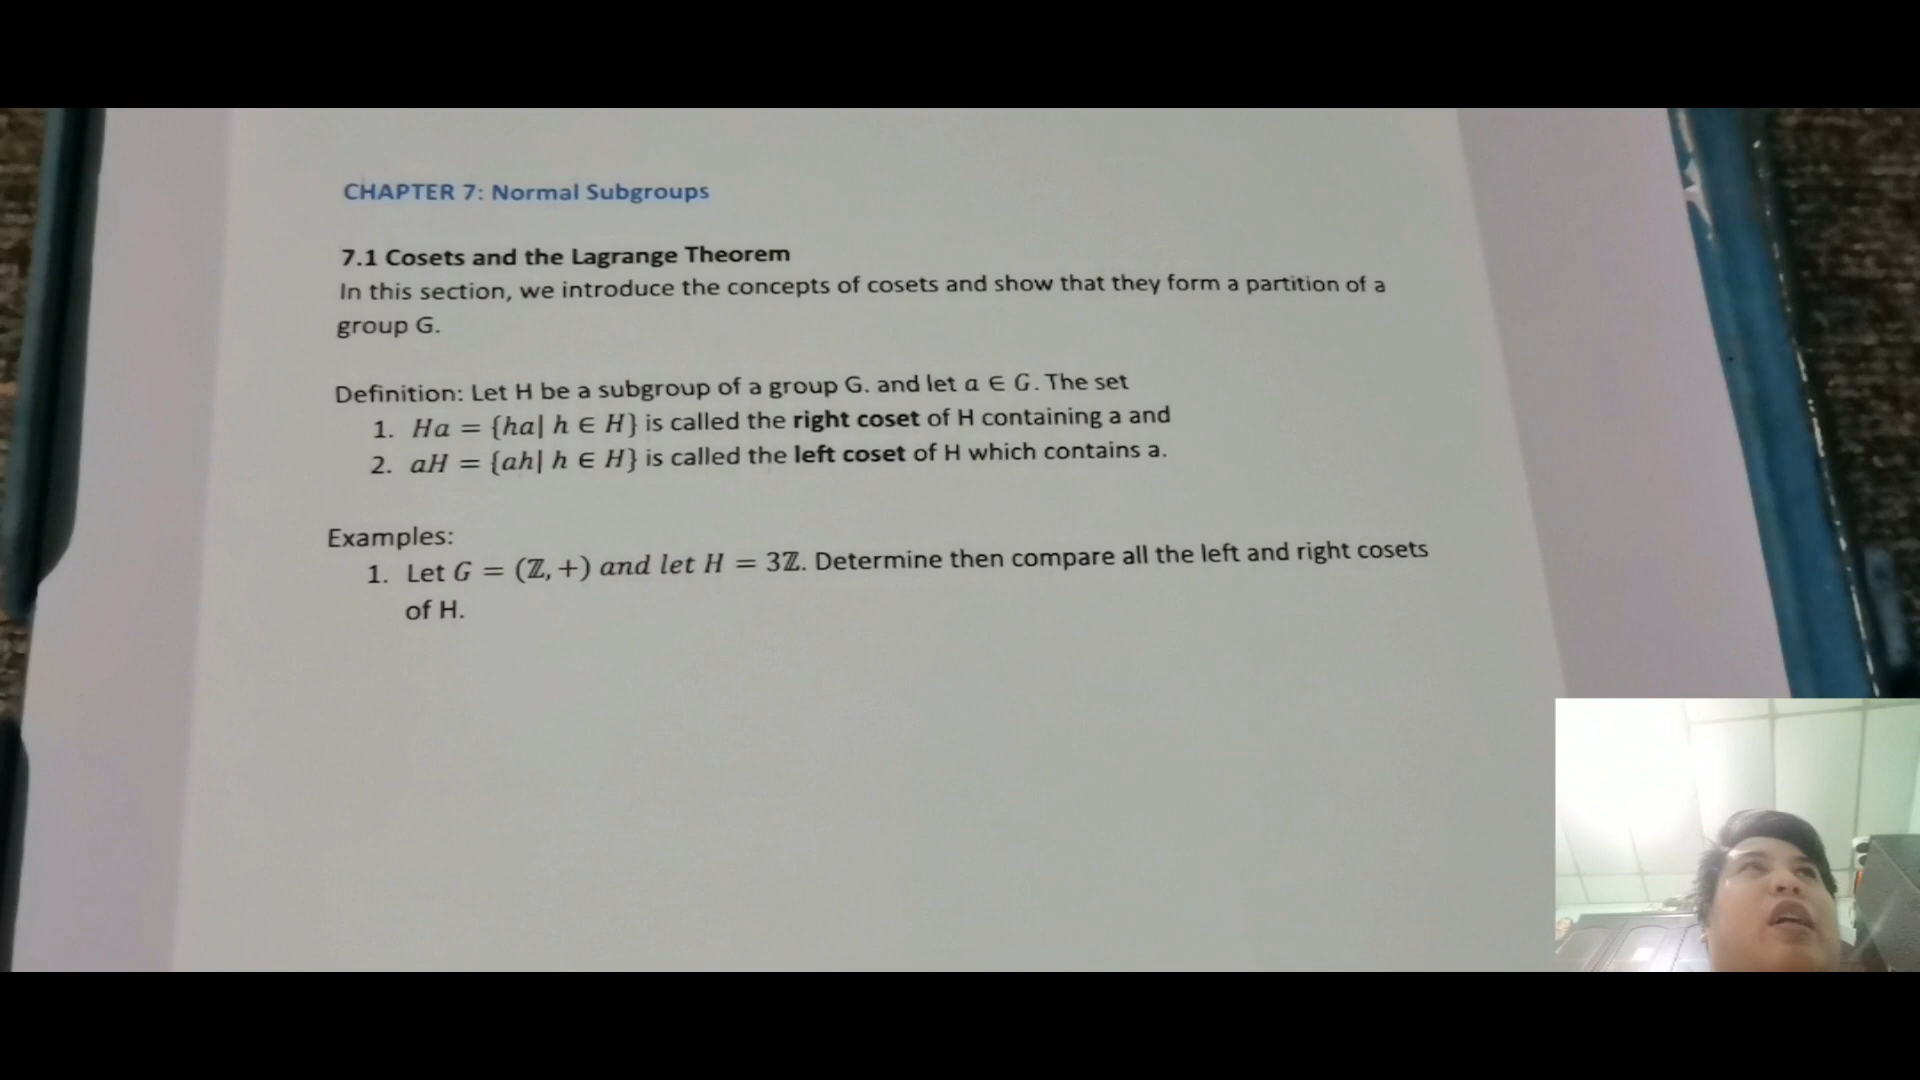 CHAPTER 7: Normal Subgroups
7.1 Cosets and the Lagrange Theorem
In this section, we introduce the concepts of cosets and show that they form a partition of a
group G.
Definition: Let H be a subgroup of a group G. and let a ∈ G. The set
1. Ha = {ha| h ∈ H} is called the right coset of H containing a and
2. aH = {ah| h ∈ H} is called the left coset of H which contains a.
Examples:
1. Let G = (ℤ, +) and let H = 3ℤ. Determine then compare all the left and right cosets
of H.